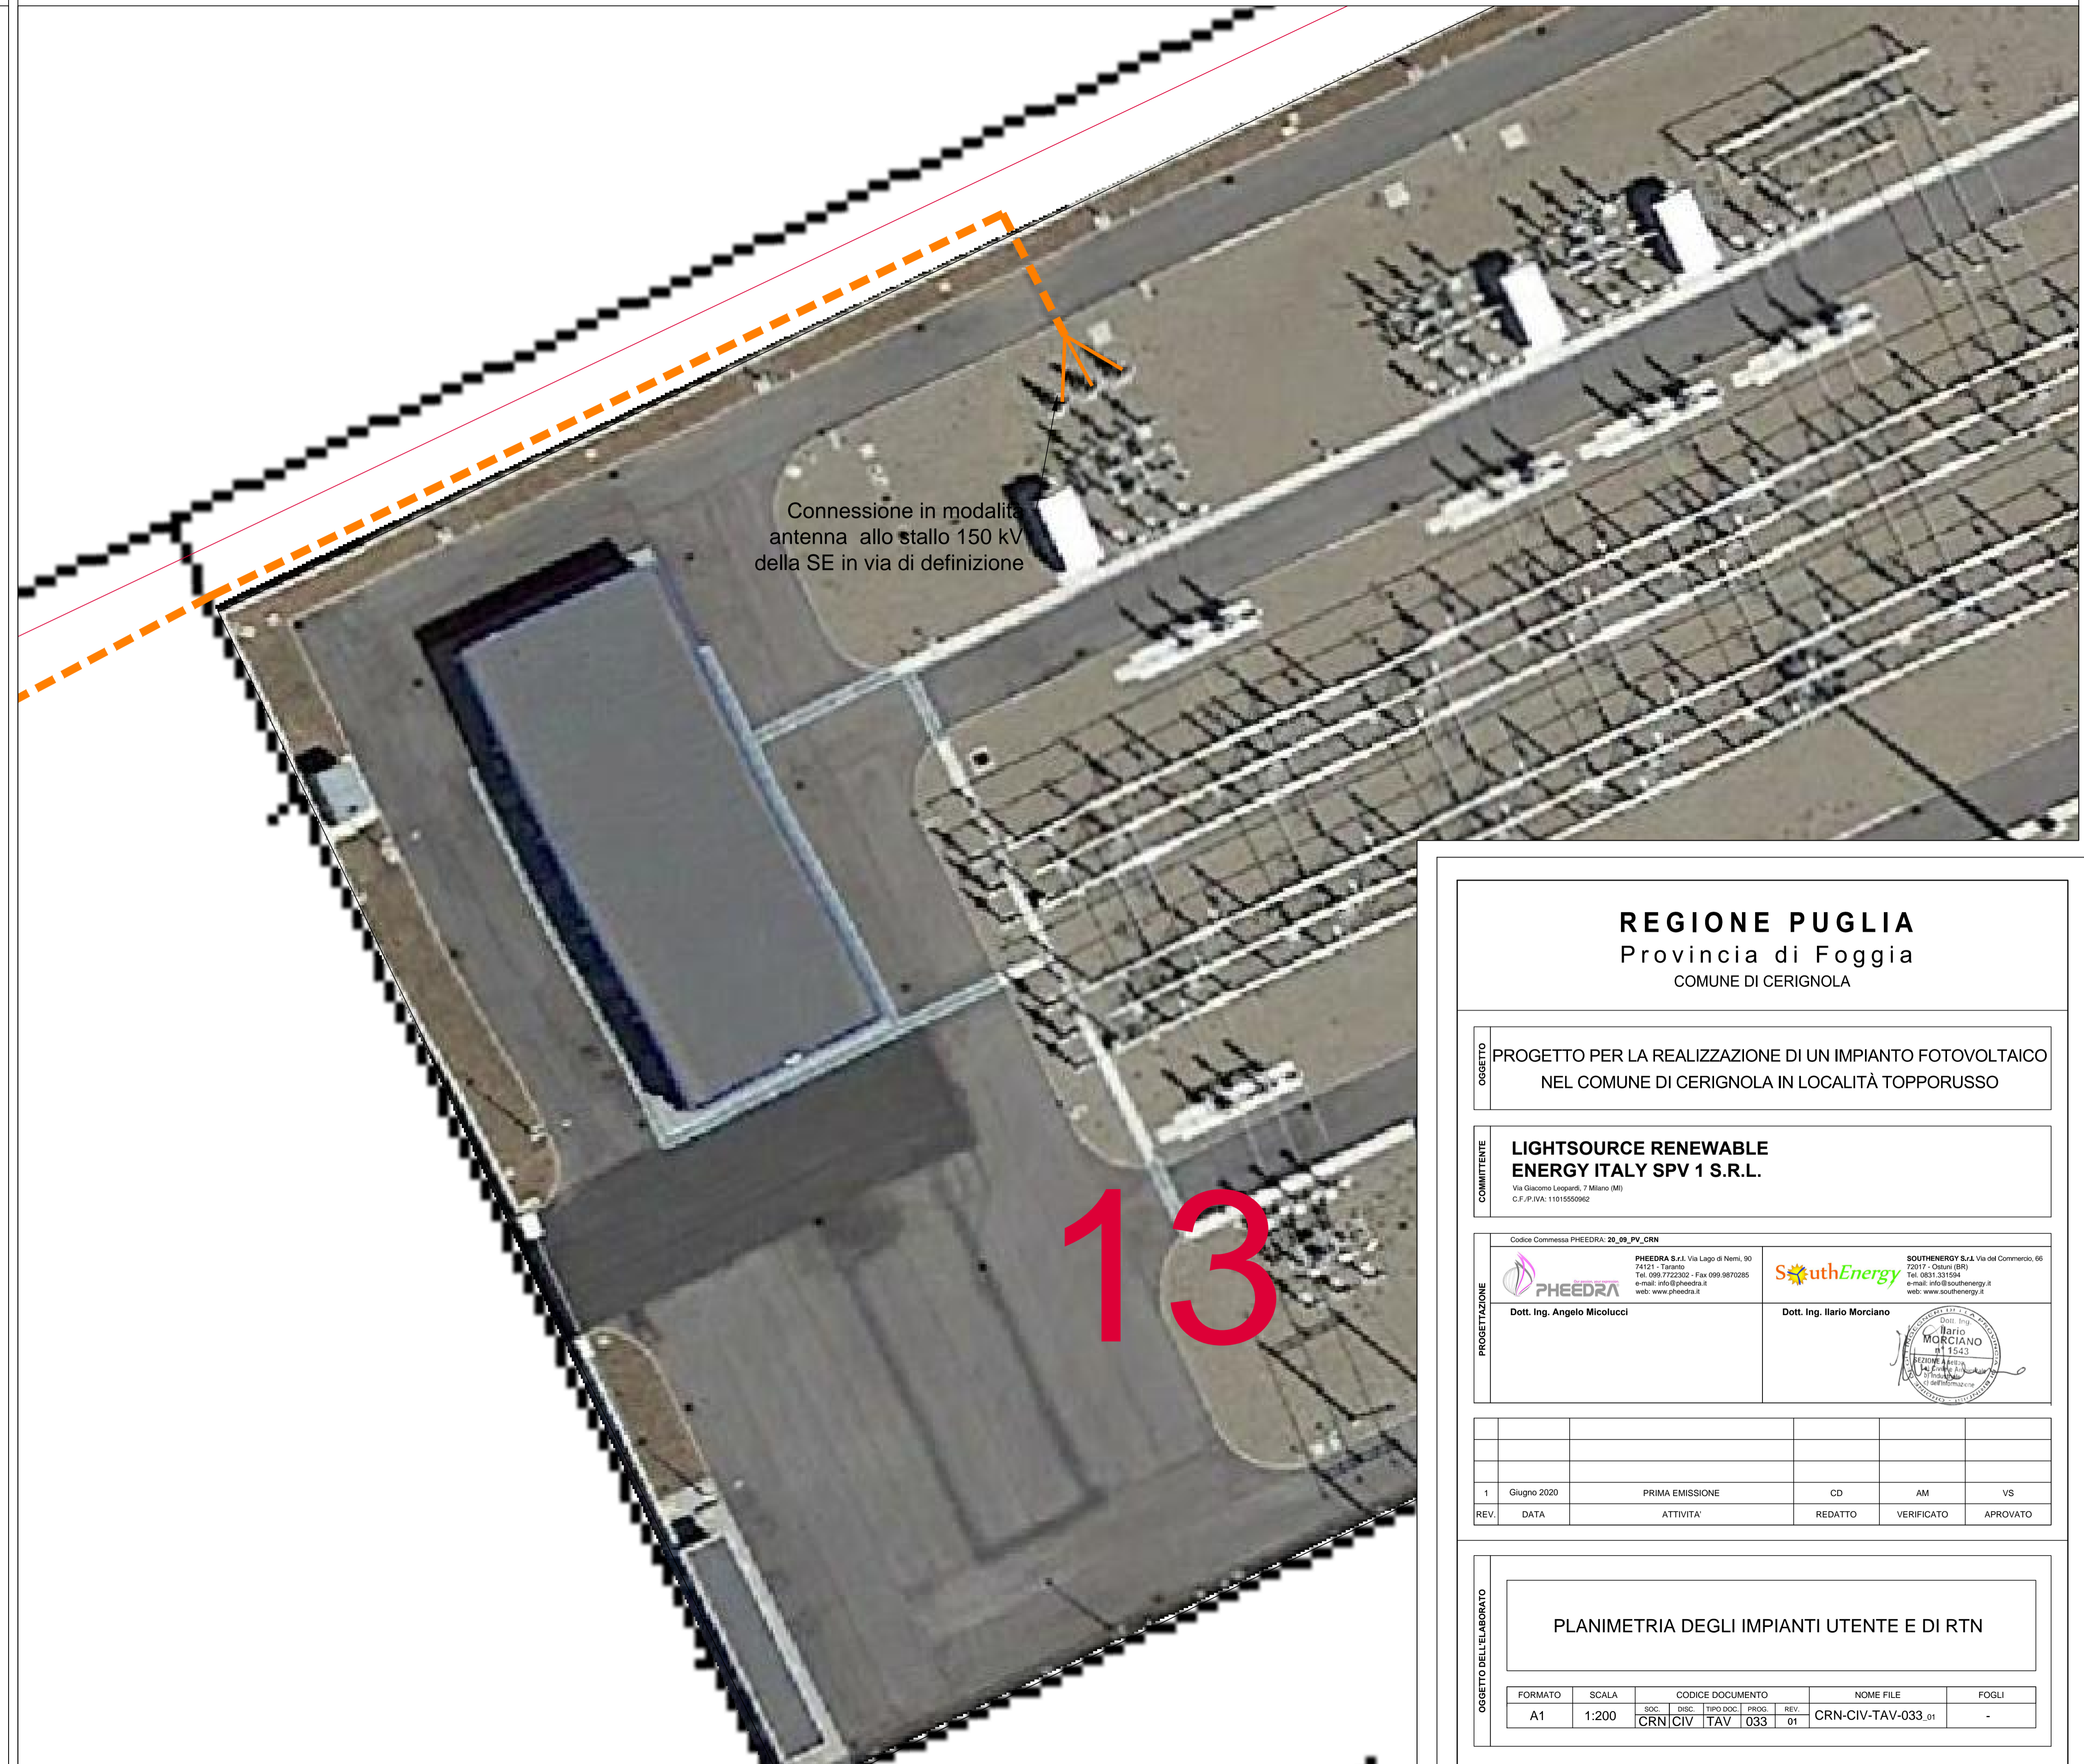 Connessione in modalità
antenna allo stallo 150 kV
della SE in via di definizione
13
REGIONE PUGLIA
Provincia di Foggia
COMUNE DI CERIGNOLA
OGGETTO
PROGETTO PER LA REALIZZAZIONE DI UN IMPIANTO FOTOVOLTAICO
NEL COMUNE DI CERIGNOLA IN LOCALITÀ TOPPORUSSO
COMMITTENTE
LIGHTSOURCE RENEWABLE
ENERGY ITALY SPV 1 S.R.L.
Via Giacomo Leopardi, 7 Milano (MI)
C.F./P.IVA: 11015550962
PROGETTAZIONE
Codice Commessa PHEEDRA: 20_09_PV_CRN
PHEEDRA
PHEEDRA S.r.l. Via Lago di Nemi, 90
74121 - Taranto
Tel. 099.7722302 - Fax 099.9870285
e-mail: info@pheedra.it
web: www.pheedra.it
Dott. Ing. Angelo Micolucci
SouthEnergy
SOUTHENERGY S.r.l. Via del Commercio, 66
72017 - Ostuni (BR)
Tel. 0831.331594
e-mail: info@southenergy.it
web: www.southenergy.it
Dott. Ing. Ilario Morciano
Dott. Ing.
Ilario
MORCIANO
n° 1543
SEZIONE A
b) Industriale
c) dell'Informazione
1 Giugno 2020 PRIMA EMISSIONE CD AM VS
REV. DATA ATTIVITA' REDATTO VERIFICATO APROVATO
OGGETTO DELL'ELABORATO
PLANIMETRIA DEGLI IMPIANTI UTENTE E DI RTN
FORMATO SCALA CODICE DOCUMENTO NOME FILE FOGLI
SOC. DISC. TIPO DOC. PROG. REV.
A1 1:200 CRN CIV TAV 033 01 CRN-CIV-TAV-033_01 -